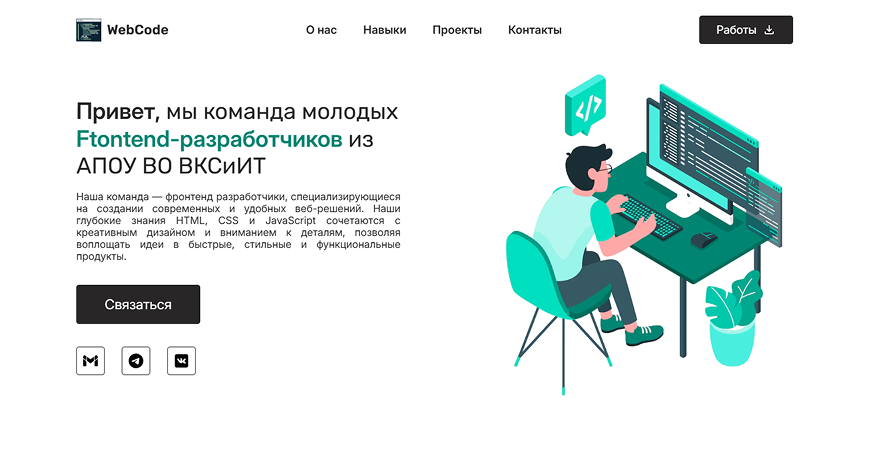 WebCode
О нас
Навыки
Проекты
Контакты
Работы
Привет, мы команда молодых
Ftontend-разработчиков из
АПОУ ВО ВКСиИТ
Наша команда — фронтенд разработчики, специализирующиеся
на создании современных и удобных веб-решений. Наши
глубокие знания HTML, CSS и JavaScript сочетаются с
креативным дизайном и вниманием к деталям, позволяя
воплощать идеи в быстрые, стильные и функциональные
продукты.
Связаться